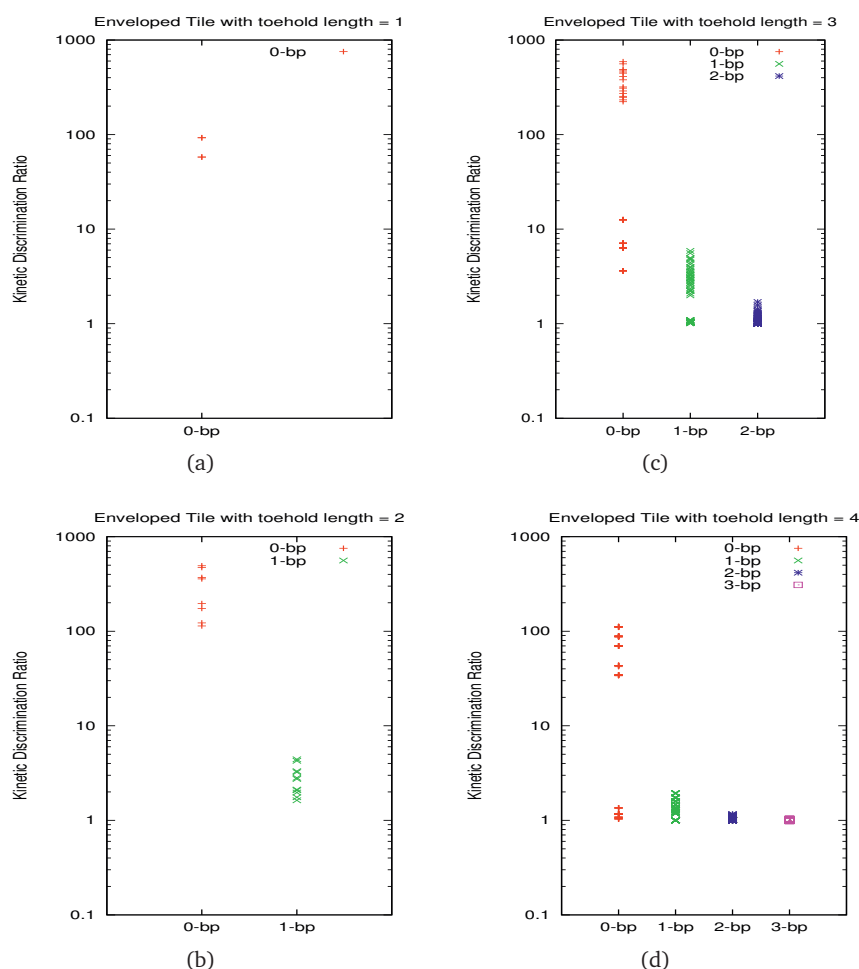 Enveloped Tile with toehold length = 1
Kinetic Discrimination Ratio
1000
100
10
1
0.1
0-bp
0-bp
(a)
Enveloped Tile with toehold length = 3
Kinetic Discrimination Ratio
1000
100
10
1
0.1
0-bp
1-bp
2-bp
0-bp 1-bp 2-bp
(c)
Enveloped Tile with toehold length = 2
Kinetic Discrimination Ratio
1000
100
10
1
0.1
0-bp
1-bp
0-bp 1-bp
(b)
Enveloped Tile with toehold length = 4
Kinetic Discrimination Ratio
1000
100
10
1
0.1
0-bp
1-bp
2-bp
3-bp
0-bp 1-bp 2-bp 3-bp
(d)